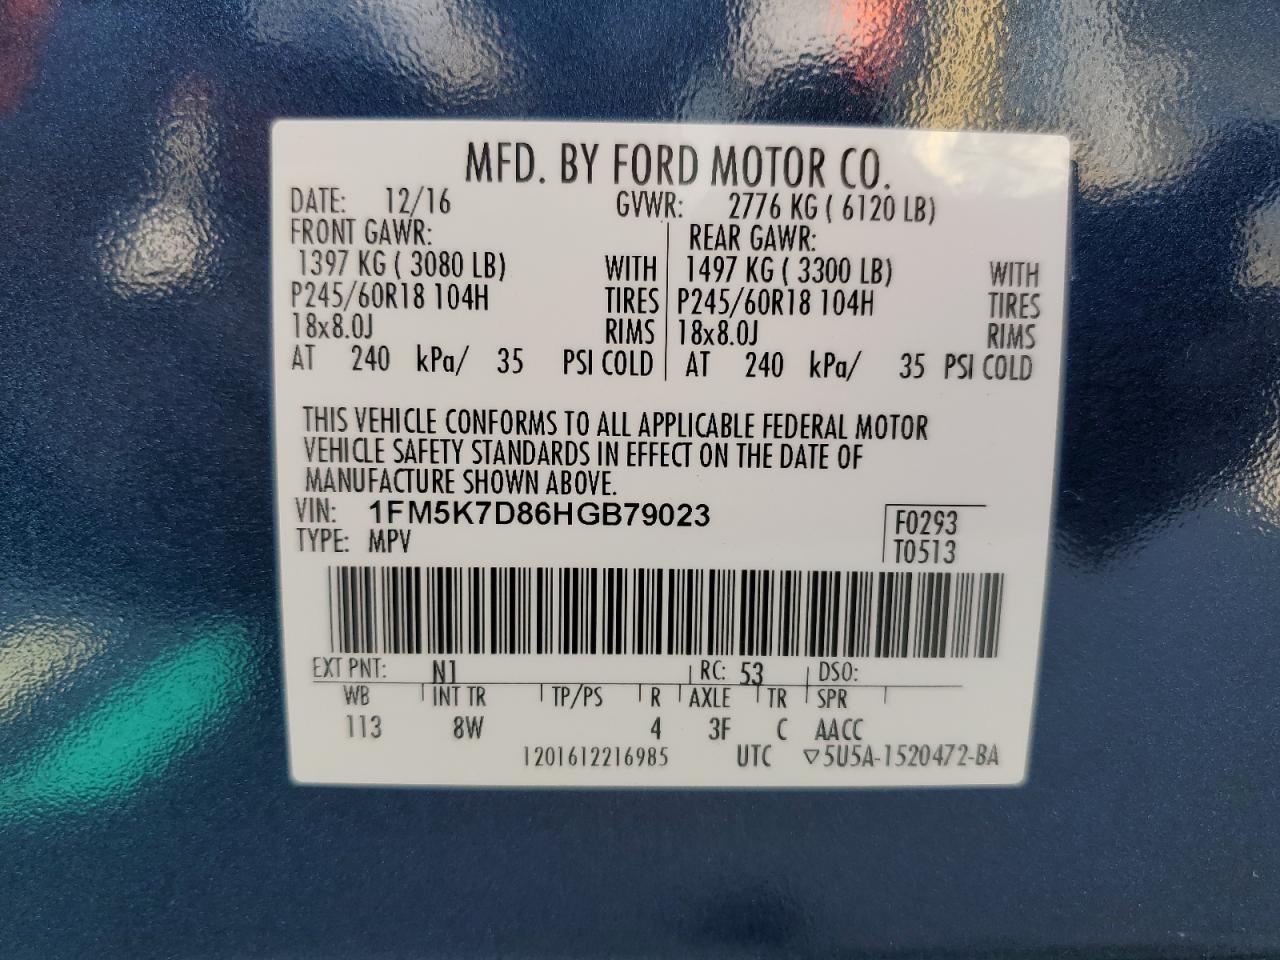 MFD. BY FORD MOTOR CO.
DATE: 12/16 GVWR: 2776 KG ( 6120 LB)
FRONT GAWR: REAR GAWR:
1397 KG ( 3080 LB) WITH 1497 KG ( 3300 LB) WITH
P245/60R18 104H TIRES P245/60R18 104H TIRES
18x8.0J RIMS 18x8.0J RIMS
AT 240 kPa/ 35 PSI COLD AT 240 kPa/ 35 PSI COLD
THIS VEHICLE CONFORMS TO ALL APPLICABLE FEDERAL MOTOR
VEHICLE SAFETY STANDARDS IN EFFECT ON THE DATE OF
MANUFACTURE SHOWN ABOVE.
VIN: 1FM5K7D86HGB79023 F0293
TYPE: MPV T0513
EXT PNT: N1 RC: 53 DSO:
WB INT TR TP/PS R AXLE TR SPR
113 8W 4 3F C AACC
1201612216985 UTC ▽5U5A-1520472-BA